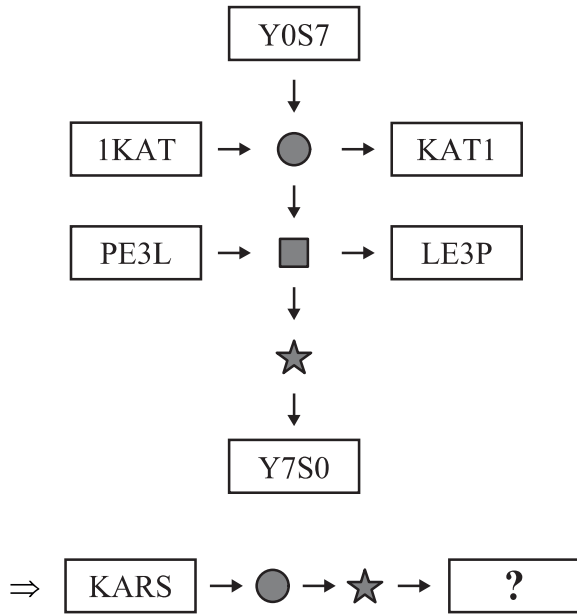 Y0S7
1KAT
KAT1
PE3L
LE3P
Y7S0
⇒ KARS
?